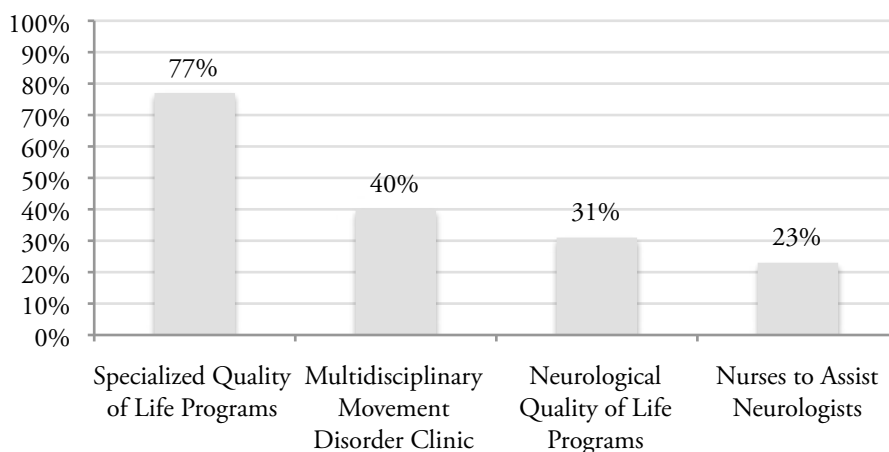 100%
90%
80%
70%
60%
50%
40%
30%
20%
10%
0%
77%
40%
31%
23%
Specialized Quality
of Life Programs
Multidisciplinary
Movement
Disorder Clinic
Neurological
Quality of Life
Programs
Nurses to Assist
Neurologists